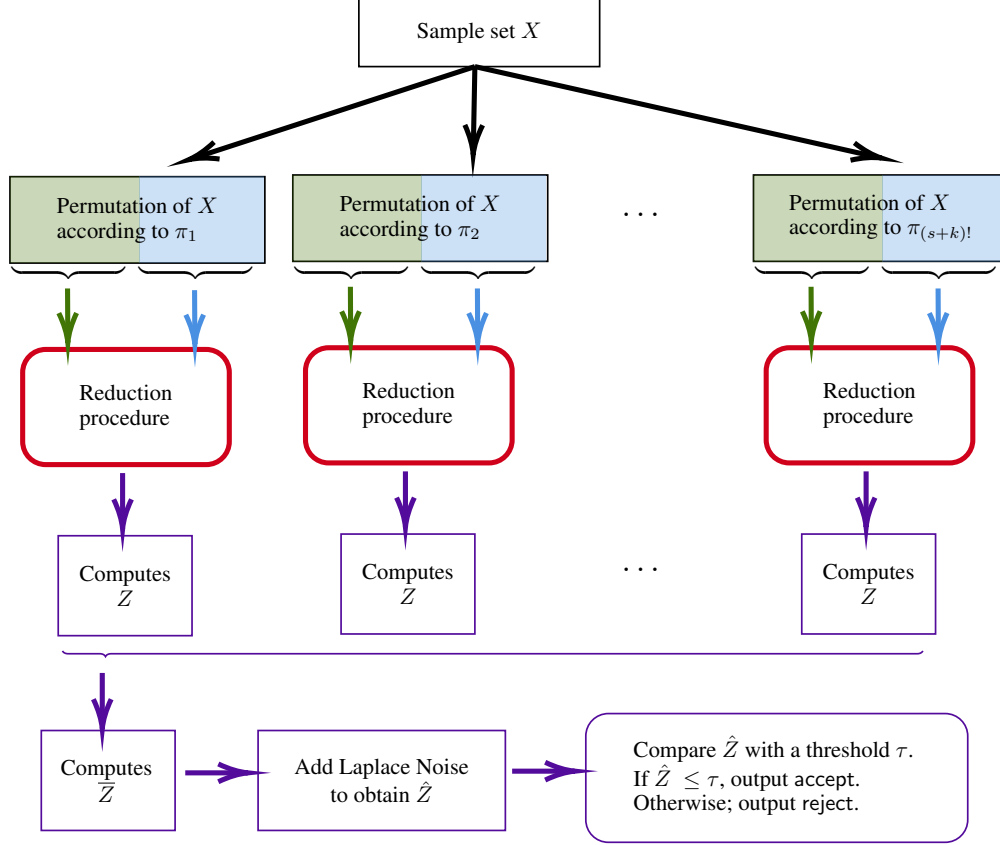 Sample set X
Permutation of X
according to π₁
Permutation of X
according to π₂
. . .
Permutation of X
according to π₍ₛ₊ₖ₎!
Reduction
procedure
Reduction
procedure
Reduction
procedure
Computes
Z
Computes
Z
. . .
Computes
Z
Computes
Z̅
Add Laplace Noise
to obtain Ẑ
Compare Ẑ with a threshold τ.
If Ẑ ≤ τ, output accept.
Otherwise; output reject.